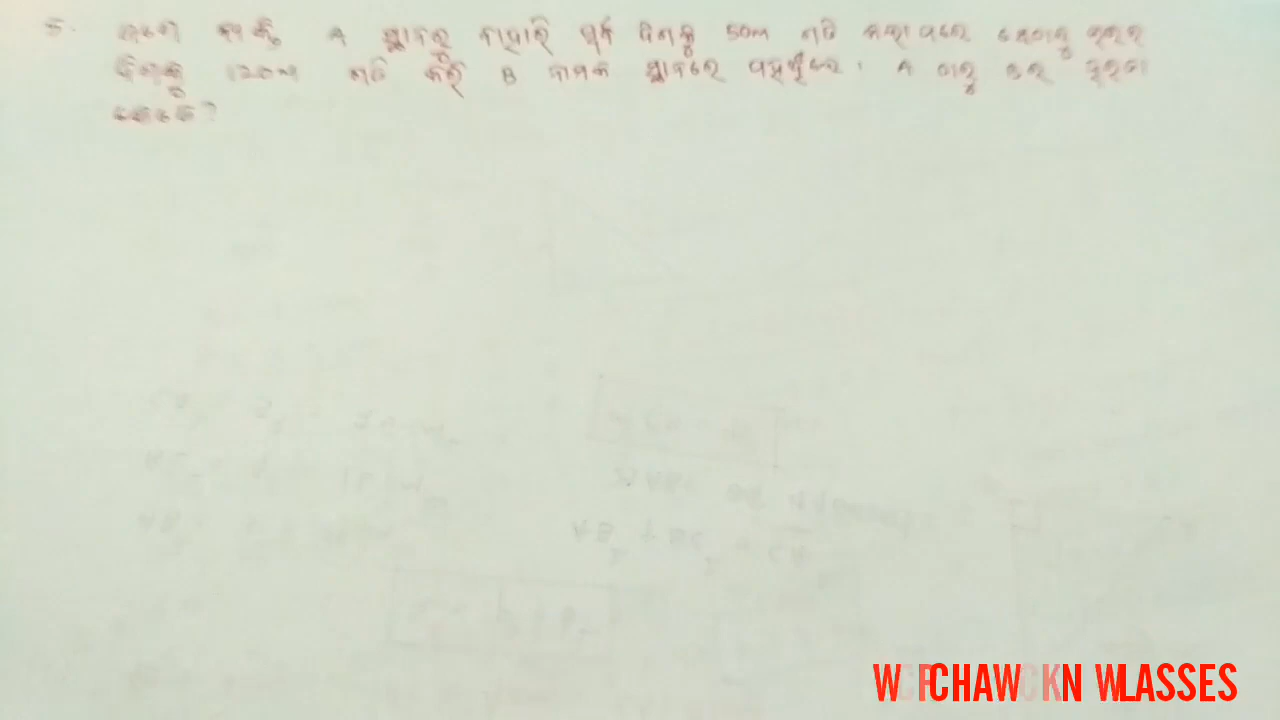 5. ଜଣେ ବ୍ୟକ୍ତି A ସ୍ଥାନରୁ ବାହାରି ପୂର୍ବ ଦିଗକୁ 50m ଗତି କଲା ପରେ ସେଠାରୁ ଉତ୍ତର
ଦିଗକୁ 120m ଗତି କରି B ନାମକ ସ୍ଥାନରେ ପହଞ୍ଚିଲେ । A ଠାରୁ ର ଦୂରତା
କେତେ ?